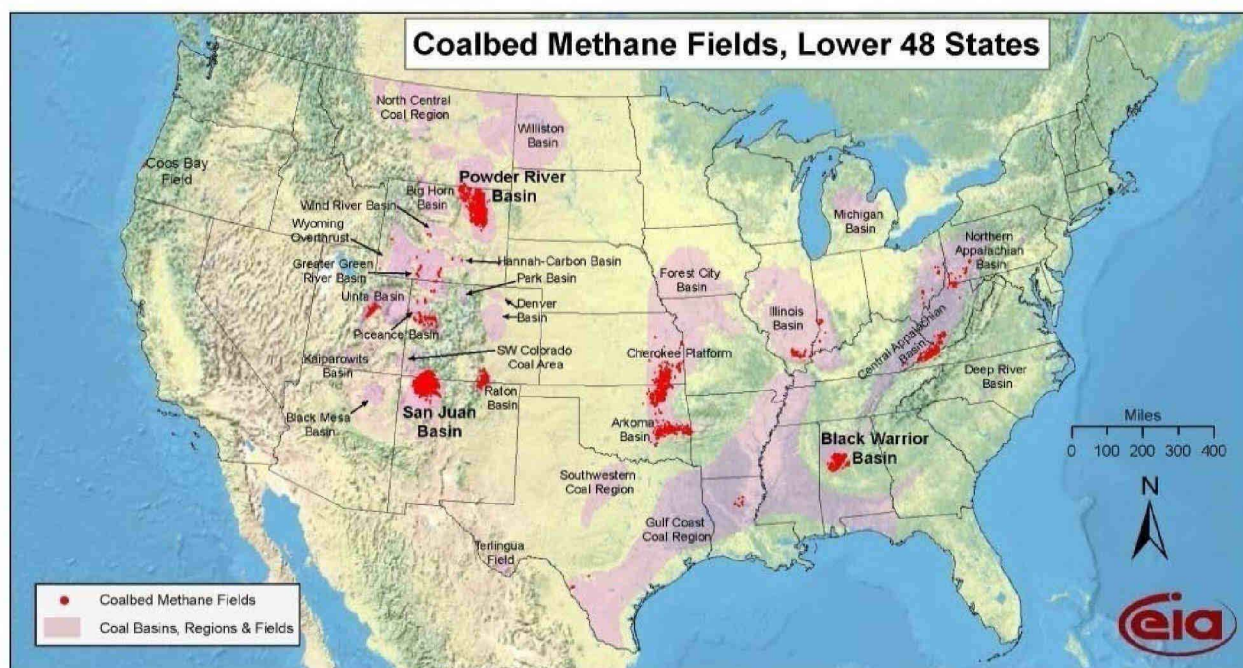 Coalbed Methane Fields, Lower 48 States
North Central
Coal Region
Williston
Basin
Coos Bay
Field
Powder River
Basin
Big Horn
Basin
Wind River Basin
Wyoming
Overthrust
Greater Green
River Basin
Hannah-Carbon Basin
Park Basin
Uinta Basin
Denver
Basin
Piceance Basin
Kaiparowits
Basin
SW Colorado
Coal Area
Black Mesa
Basin
San Juan
Basin
Raton
Basin
Forest City
Basin
Cherokee Platform
Arkoma
Basin
Illinois
Basin
Michigan
Basin
Northern
Appalachian
Basin
Central Appalachian
Basin
Deep River
Basin
Black Warrior
Basin
Southwestern
Coal Region
Gulf Coast
Coal Region
Terlingua
Field
Miles
0 100 200 300 400
N
Coalbed Methane Fields
Coal Basins, Regions & Fields
eia